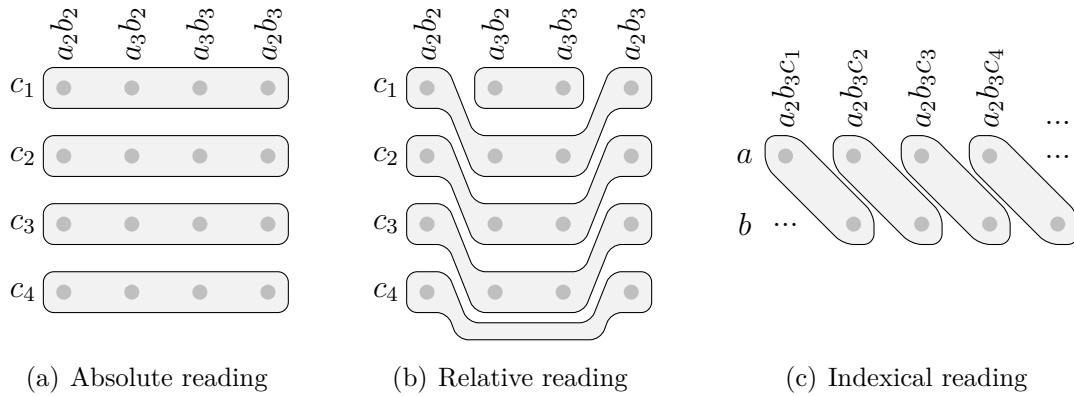 a₂b₂ a₃b₂ a₃b₃ a₂b₃
c₁
c₂
c₃
c₄
(a) Absolute reading
a₂b₂ a₃b₂ a₃b₃ a₂b₃
c₁
c₂
c₃
c₄
(b) Relative reading
a₂b₃c₁ a₂b₃c₂ a₂b₃c₃ a₂b₃c₄ ...
a ...
b ...
(c) Indexical reading